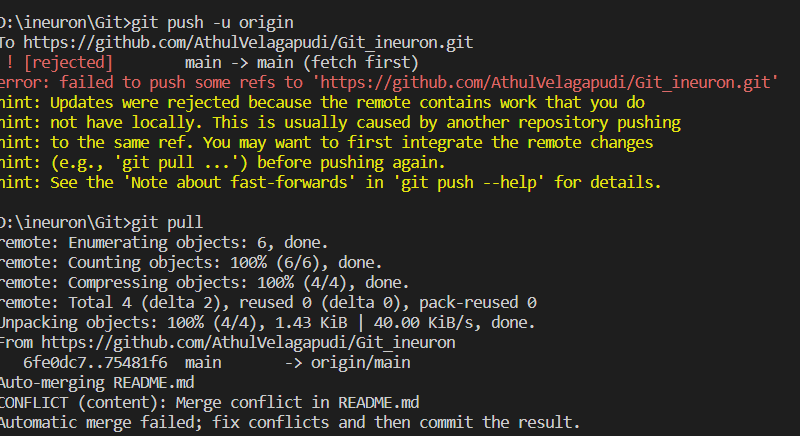 D:\ineuron\Git>git push -u origin
To https://github.com/AthulVelagapudi/Git_ineuron.git
! [rejected] main -> main (fetch first)
error: failed to push some refs to 'https://github.com/AthulVelagapudi/Git_ineuron.git'
hint: Updates were rejected because the remote contains work that you do
hint: not have locally. This is usually caused by another repository pushing
hint: to the same ref. You may want to first integrate the remote changes
hint: (e.g., 'git pull ...') before pushing again.
hint: See the 'Note about fast-forwards' in 'git push --help' for details.
D:\ineuron\Git>git pull
remote: Enumerating objects: 6, done.
remote: Counting objects: 100% (6/6), done.
remote: Compressing objects: 100% (4/4), done.
remote: Total 4 (delta 2), reused 0 (delta 0), pack-reused 0
Unpacking objects: 100% (4/4), 1.43 KiB | 40.00 KiB/s, done.
From https://github.com/AthulVelagapudi/Git_ineuron
6fe0dc7..75481f6 main -> origin/main
Auto-merging README.md
CONFLICT (content): Merge conflict in README.md
Automatic merge failed; fix conflicts and then commit the result.